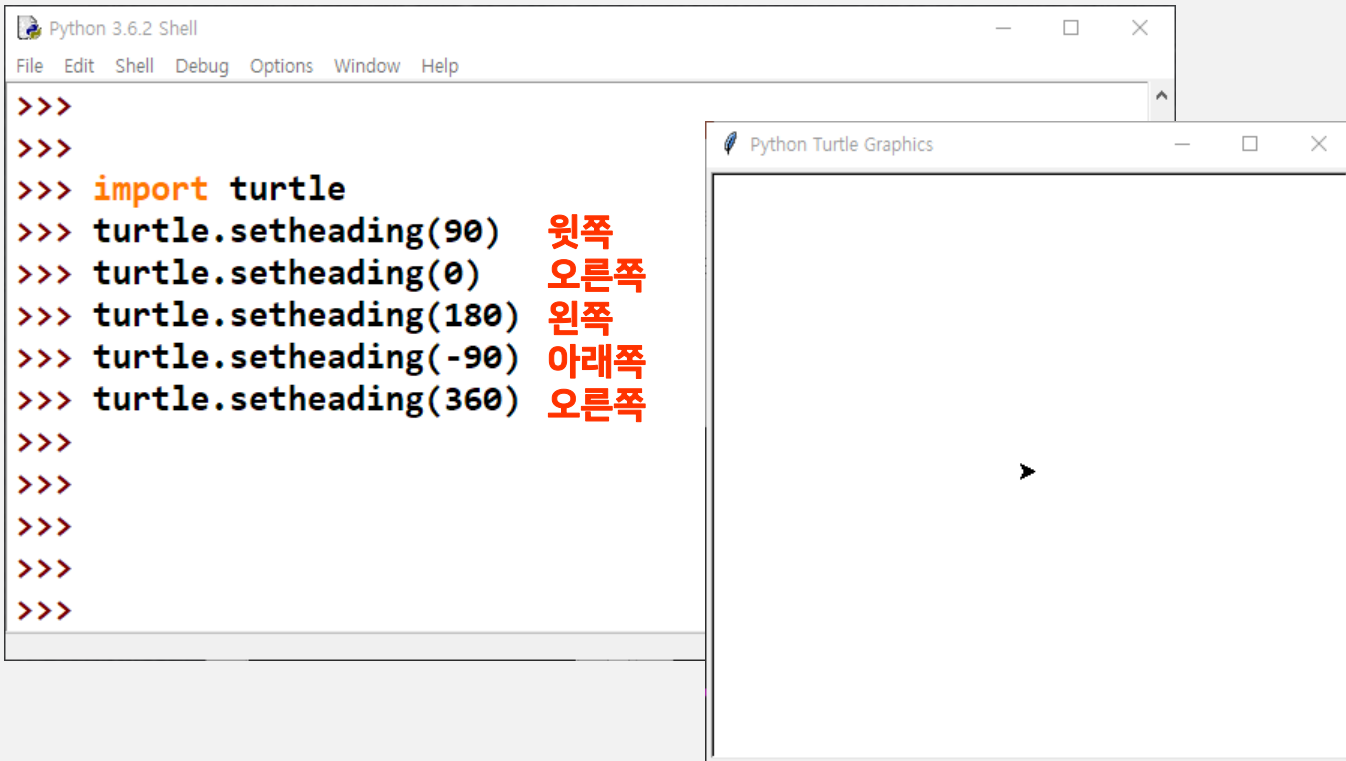 Python 3.6.2 Shell
File Edit Shell Debug Options Window Help
>>>
>>>
>>> import turtle
>>> turtle.setheading(90) 윗쪽
>>> turtle.setheading(0) 오른쪽
>>> turtle.setheading(180) 왼쪽
>>> turtle.setheading(-90) 아래쪽
>>> turtle.setheading(360) 오른쪽
>>>
>>>
>>>
>>>
>>>
Python Turtle Graphics